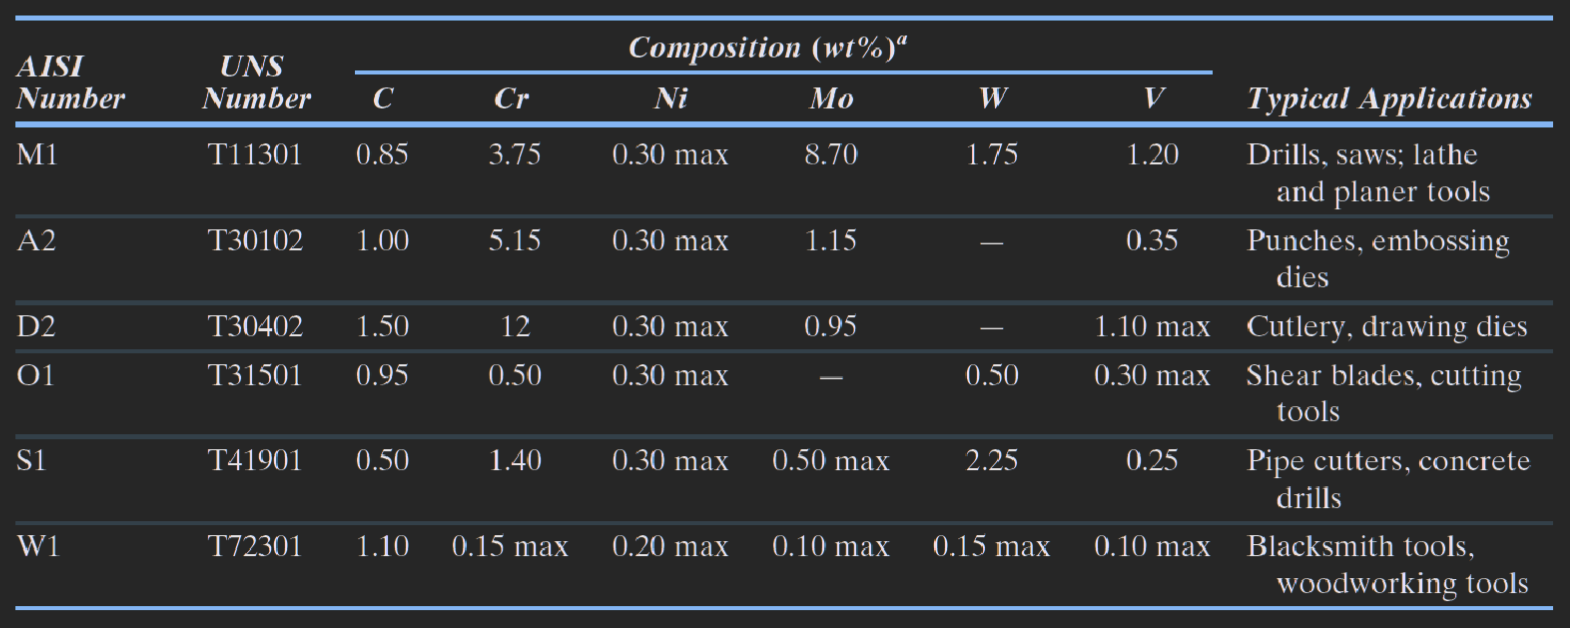 Composition (wt%)a
AISI Number UNS Number C Cr Ni Mo W V Typical Applications
M1 T11301 0.85 3.75 0.30 max 8.70 1.75 1.20 Drills, saws; lathe
and planer tools
A2 T30102 1.00 5.15 0.30 max 1.15 — 0.35 Punches, embossing
dies
D2 T30402 1.50 12 0.30 max 0.95 — 1.10 max Cutlery, drawing dies
O1 T31501 0.95 0.50 0.30 max — 0.50 0.30 max Shear blades, cutting
tools
S1 T41901 0.50 1.40 0.30 max 0.50 max 2.25 0.25 Pipe cutters, concrete
drills
W1 T72301 1.10 0.15 max 0.20 max 0.10 max 0.15 max 0.10 max Blacksmith tools,
woodworking tools